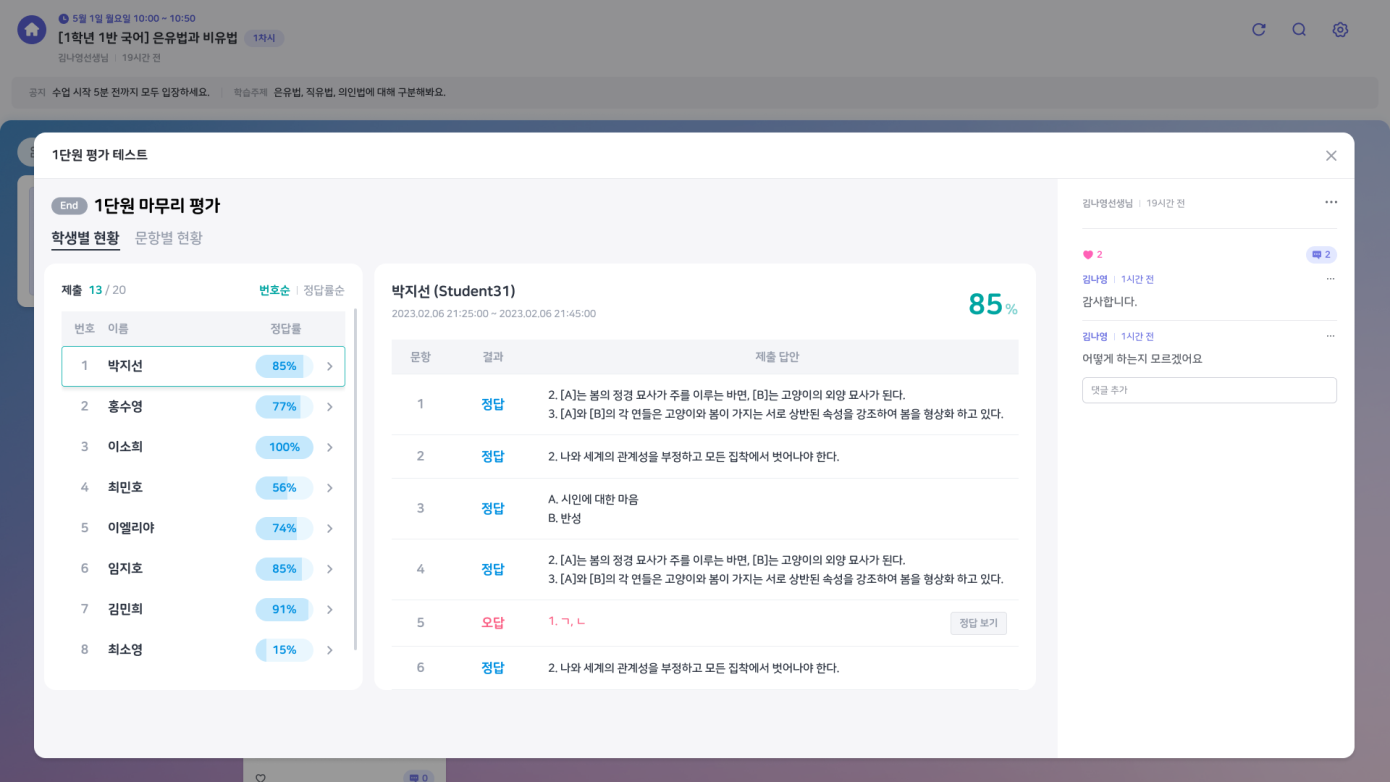 5월 1일 월요일 10:00 ~ 10:50
[1학년 1반 국어] 은유법과 비유법 1차시
김나영선생님 | 19시간 전
공지 수업 시작 5분 전까지 모두 입장하세요. | 학습주제 은유법, 직유법, 의인법에 대해 구분해봐요.
1단원 평가 테스트
End 1단원 마무리 평가
학생별 현황 문항별 현황
제출 13 / 20 번호순 | 정답률순
번호 이름 정답률
1 박지선 85%
2 홍수영 77%
3 이소희 100%
4 최민호 56%
5 이엘리야 74%
6 임지호 85%
7 김민희 91%
8 최소영 15%
박지선 (Student31)
2023.02.06 21:25:00 ~ 2023.02.06 21:45:00
85%
문항 결과 제출 답안
1 정답 2. [A]는 봄의 정경 묘사가 주를 이루는 바면, [B]는 고양이의 외양 묘사가 된다.
3. [A]와 [B]의 각 연들은 고양이와 봄이 가지는 서로 상반된 속성을 강조하여 봄을 형상화 하고 있다.
2 정답 2. 나와 세계의 관계성을 부정하고 모든 집착에서 벗어나야 한다.
3 정답 A. 시인에 대한 마음
B. 반성
4 정답 2. [A]는 봄의 정경 묘사가 주를 이루는 바면, [B]는 고양이의 외양 묘사가 된다.
3. [A]와 [B]의 각 연들은 고양이와 봄이 가지는 서로 상반된 속성을 강조하여 봄을 형상화 하고 있다.
5 오답 1. ㄱ, ㄴ 정답 보기
6 정답 2. 나와 세계의 관계성을 부정하고 모든 집착에서 벗어나야 한다.
김나영선생님 | 19시간 전
2 2
김나영 | 1시간 전
감사합니다.
김나영 | 1시간 전
어떻게 하는지 모르겠어요
댓글 추가
0